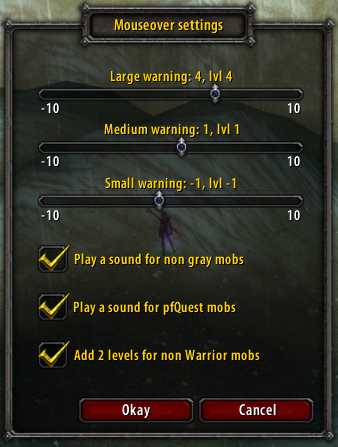 Mouseover settings
Large warning: 4, lvl 4
-10 10
Medium warning: 1, lvl 1
-10 10
Small warning: -1, lvl -1
-10 10
Play a sound for non gray mobs
Play a sound for pfQuest mobs
Add 2 levels for non Warrior mobs
Okay Cancel